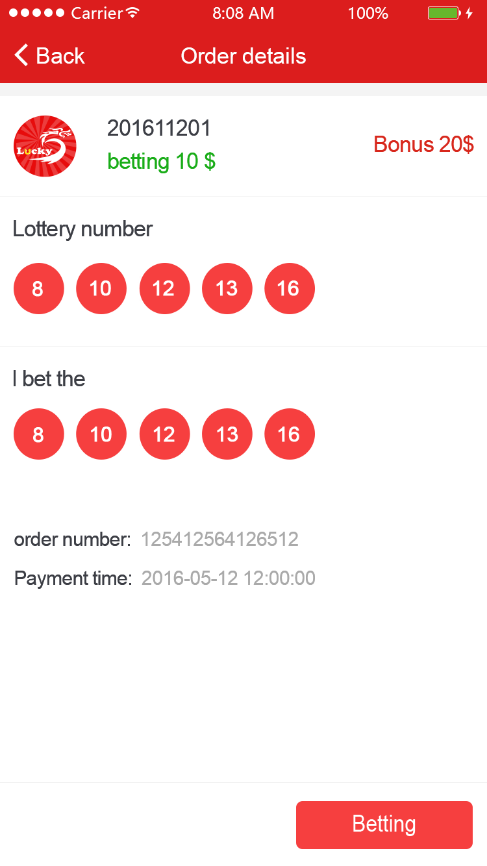 Carrier 8:08 AM 100%
Back Order details
201611201
Lucky 5
betting 10 $
Bonus 20$
Lottery number
8 10 12 13 16
I bet the
8 10 12 13 16
order number: 125412564126512
Payment time: 2016-05-12 12:00:00
Betting